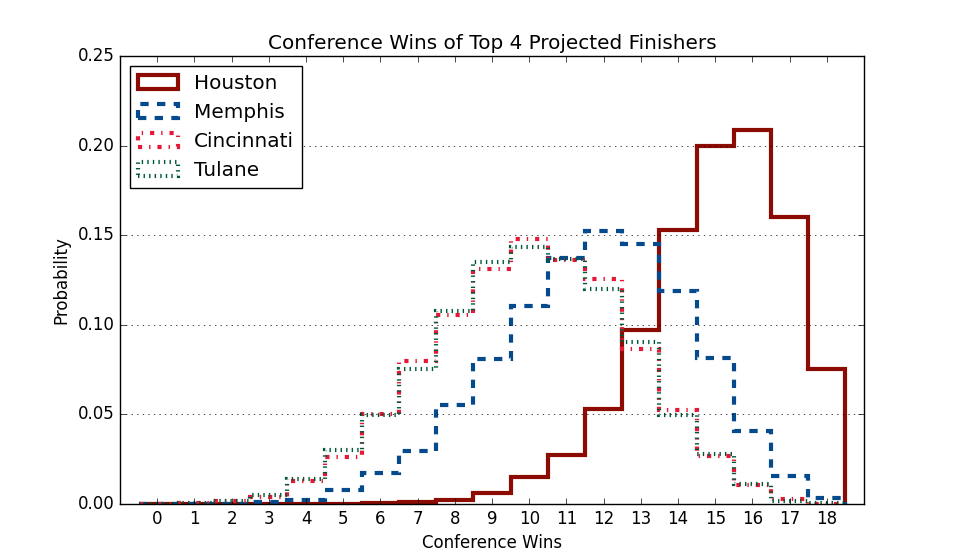 Conference Wins of Top 4 Projected Finishers
0.25
0.20
0.15
0.10
0.05
0.00
Probability
Houston
Memphis
Cincinnati
Tulane
0 1 2 3 4 5 6 7 8 9 10 11 12 13 14 15 16 17 18
Conference Wins